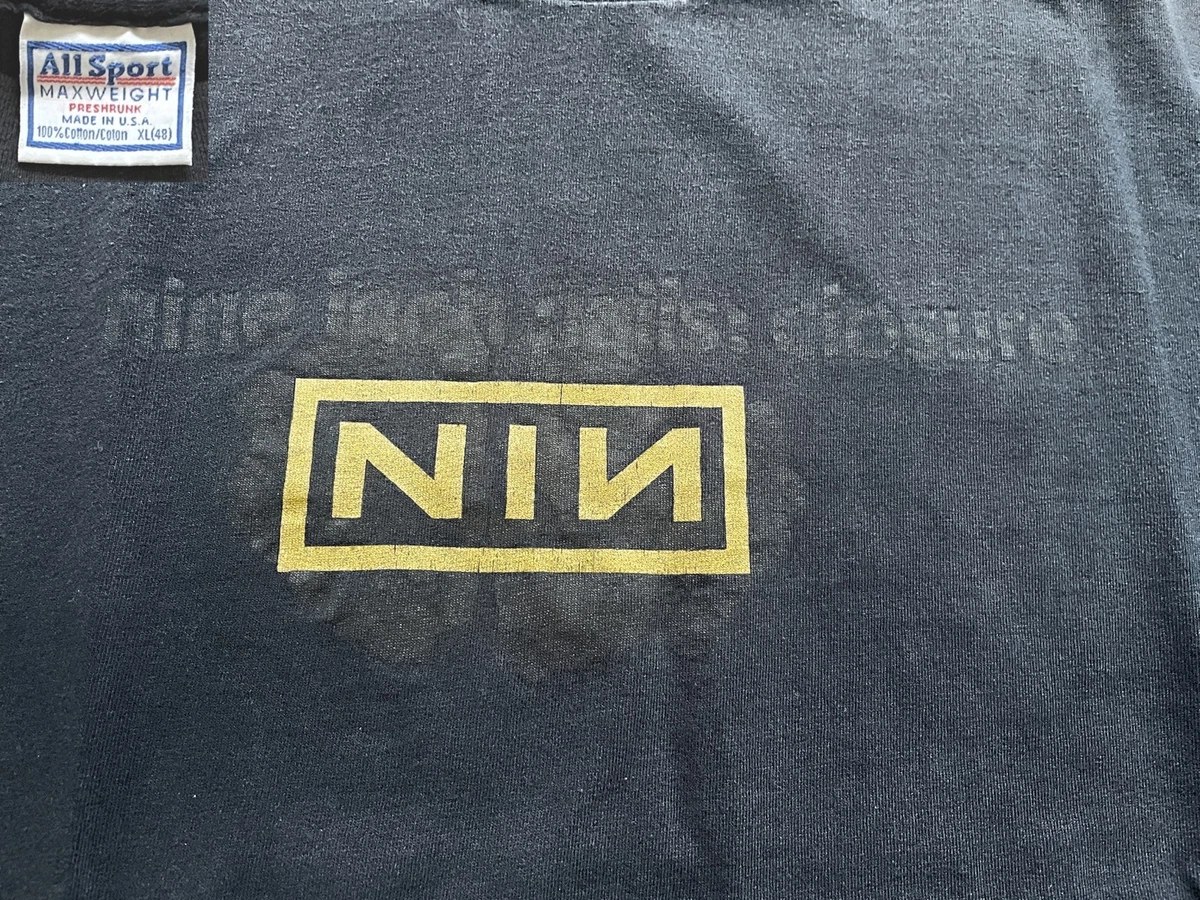 All Sport
MAXWEIGHT
PRESHRUNK
MADE IN U.S.A.
100% Cotton/Coton XL(48)
nine inch nails. closure
NIN